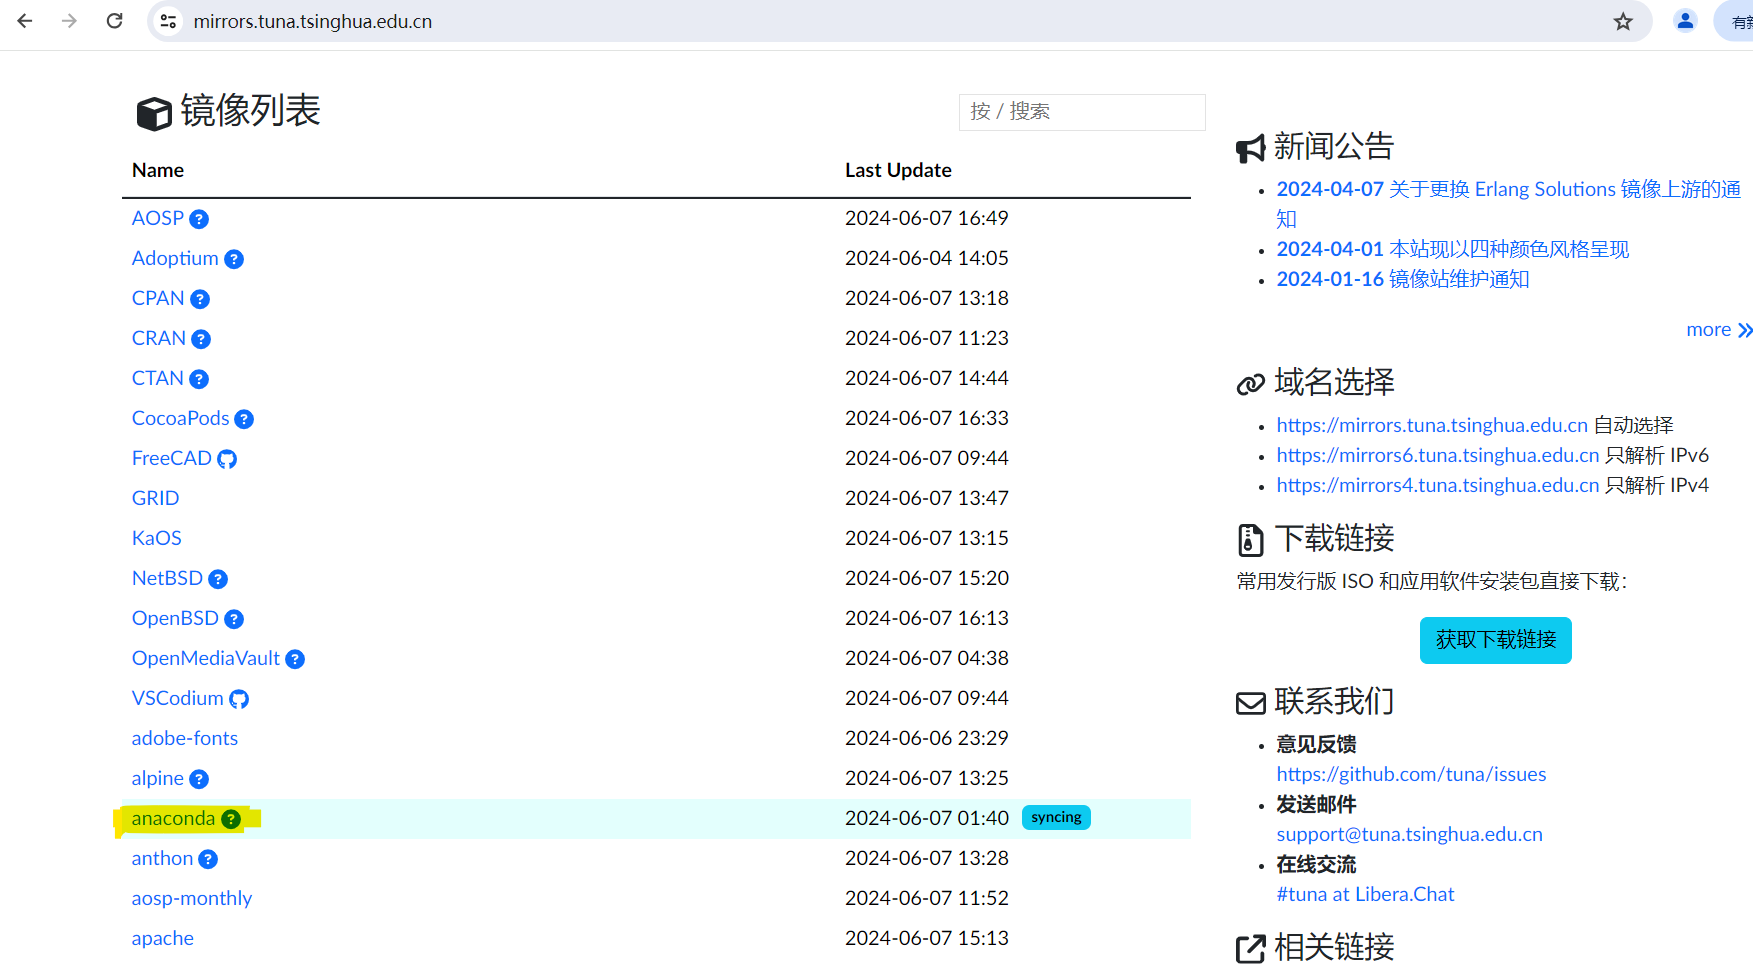 mirrors.tuna.tsinghua.edu.cn
镜像列表
按 / 搜索
Name Last Update
AOSP ? 2024-06-07 16:49
Adoptium ? 2024-06-04 14:05
CPAN ? 2024-06-07 13:18
CRAN ? 2024-06-07 11:23
CTAN ? 2024-06-07 14:44
CocoaPods ? 2024-06-07 16:33
FreeCAD 2024-06-07 09:44
GRID 2024-06-07 13:47
KaOS 2024-06-07 13:15
NetBSD ? 2024-06-07 15:20
OpenBSD ? 2024-06-07 16:13
OpenMediaVault ? 2024-06-07 04:38
VSCodium 2024-06-07 09:44
adobe-fonts 2024-06-06 23:29
alpine ? 2024-06-07 13:25
anaconda ? 2024-06-07 01:40 syncing
anthon ? 2024-06-07 13:28
aosp-monthly 2024-06-07 11:52
apache 2024-06-07 15:13
新闻公告
2024-04-07 关于更换 Erlang Solutions 镜像上游的通
知
2024-04-01 本站现以四种颜色风格呈现
2024-01-16 镜像站维护通知
more
域名选择
https://mirrors.tuna.tsinghua.edu.cn 自动选择
https://mirrors6.tuna.tsinghua.edu.cn 只解析 IPv6
https://mirrors4.tuna.tsinghua.edu.cn 只解析 IPv4
下载链接
常用发行版 ISO 和应用软件安装包直接下载：
获取下载链接
联系我们
意见反馈
https://github.com/tuna/issues
发送邮件
support@tuna.tsinghua.edu.cn
在线交流
#tuna at Libera.Chat
相关链接